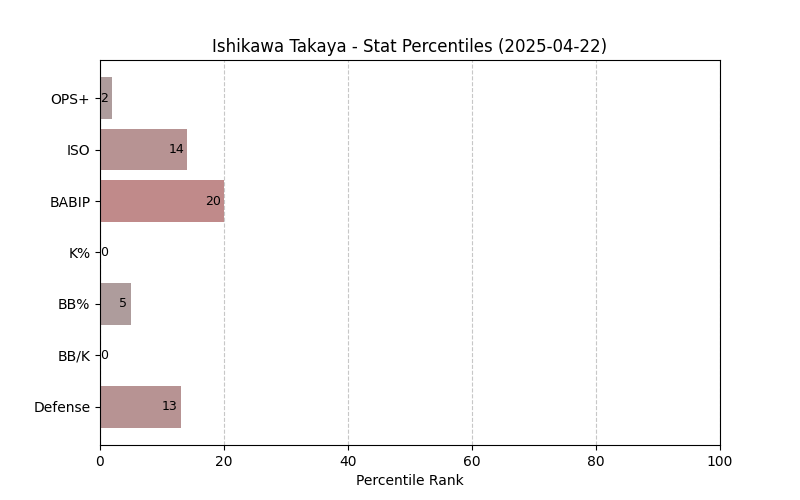 Ishikawa Takaya - Stat Percentiles (2025-04-22)
OPS+ 2
ISO 14
BABIP 20
K% 0
BB% 5
BB/K 0
Defense 13
0 20 40 60 80 100
Percentile Rank